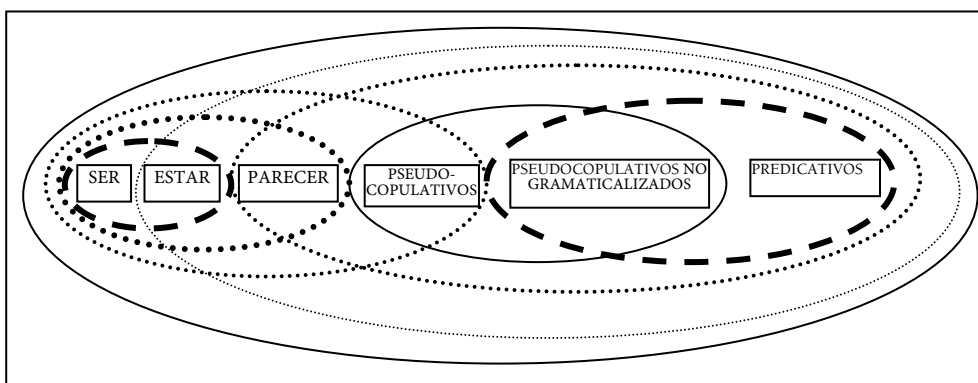 SER
ESTAR
PARECER
PSEUDO-
COPULATIVOS
PSEUDOCOPULATIVOS NO
GRAMATICALIZADOS
PREDICATIVOS